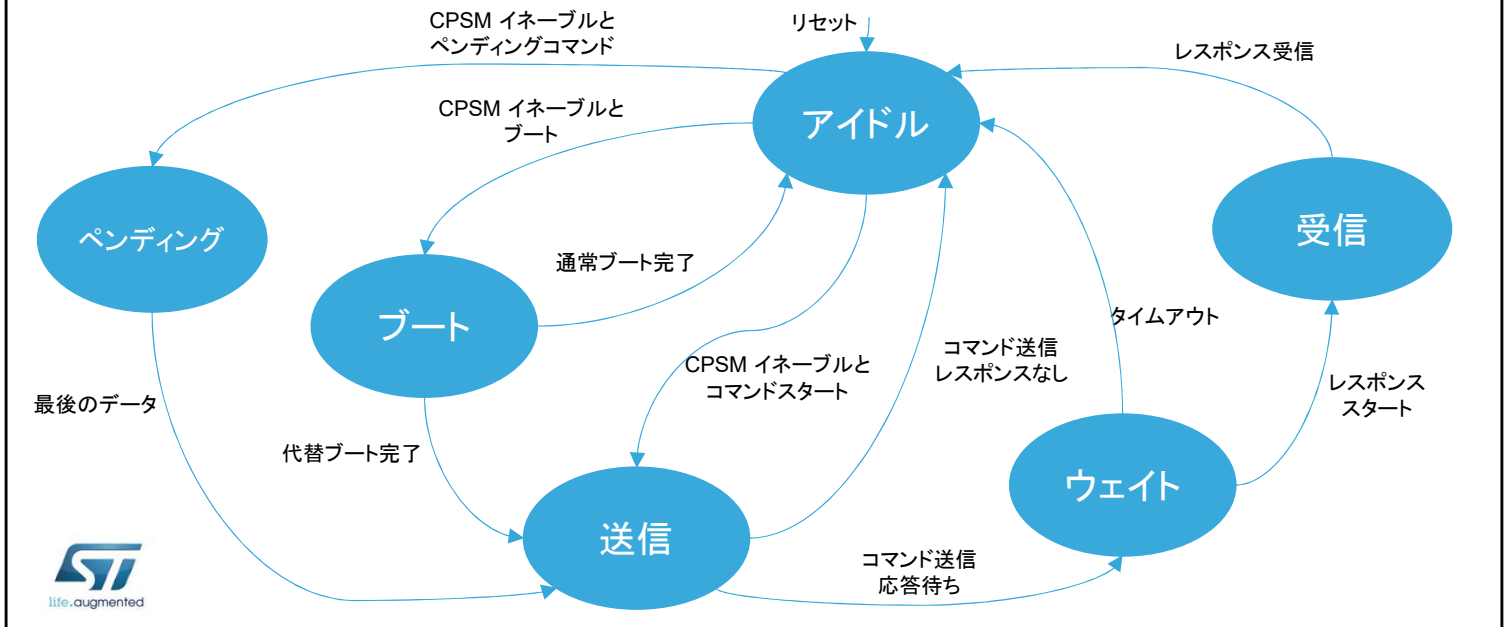 CPSM イネーブルと
ペンディングコマンド
リセット
レスポンス受信
アイドル
CPSM イネーブルと
ブート
ペンディング
受信
通常ブート完了
ブート
タイムアウト
CPSM イネーブルと
コマンドスタート
コマンド送信
レスポンスなし
レスポンス
スタート
最後のデータ
代替ブート完了
ウェイト
送信
コマンド送信
応答待ち
ST
life.augmented